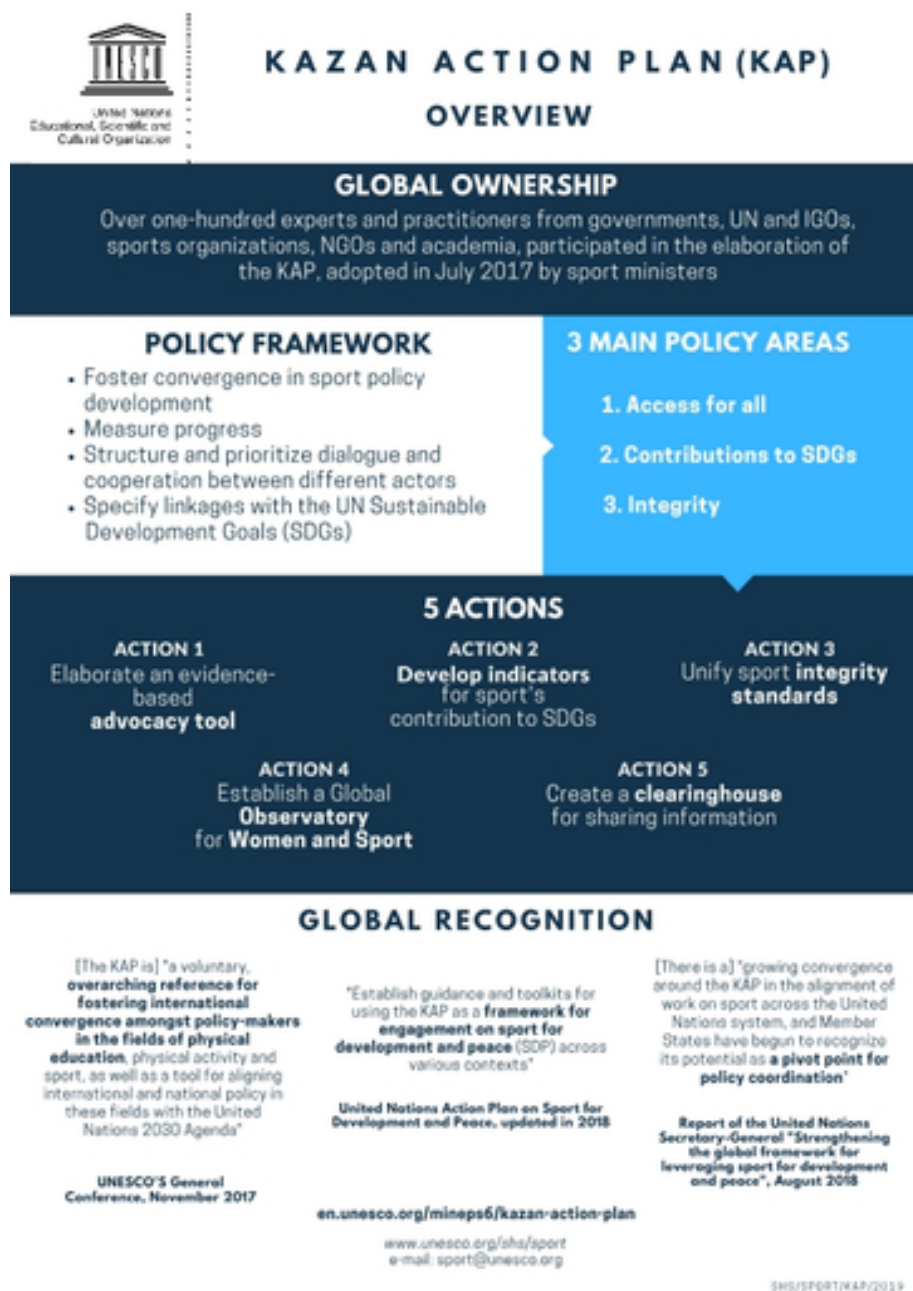 UNESCO
United Nations
Educational, Scientific and
Cultural Organization
KAZAN ACTION PLAN (KAP)
OVERVIEW
GLOBAL OWNERSHIP
Over one-hundred experts and practitioners from governments, UN and IGOs,
sports organizations, NGOs and academia, participated in the elaboration of
the KAP, adopted in July 2017 by sport ministers
POLICY FRAMEWORK
• Foster convergence in sport policy
development
• Measure progress
• Structure and prioritize dialogue and
cooperation between different actors
• Specify linkages with the UN Sustainable
Development Goals (SDGs)
3 MAIN POLICY AREAS
1. Access for all
2. Contributions to SDGs
3. Integrity
5 ACTIONS
ACTION 1
Elaborate an evidence-
based
advocacy tool
ACTION 2
Develop indicators
for sport's
contribution to SDGs
ACTION 3
Unify sport integrity
standards
ACTION 4
Establish a Global
Observatory
for Women and Sport
ACTION 5
Create a clearinghouse
for sharing information
GLOBAL RECOGNITION
[The KAP is] "a voluntary,
overarching reference for
fostering international
convergence amongst policy-makers
in the fields of physical
education, physical activity and
sport, as well as a tool for aligning
international and national policy in
these fields with the United
Nations 2030 Agenda"
UNESCO'S General
Conference, November 2017
"Establish guidance and toolkits for
using the KAP as a framework for
engagement on sport for
development and peace (SDP) across
various contexts"
United Nations Action Plan on Sport for
Development and Peace, updated in 2018
[There is a] "growing convergence
around the KAP in the alignment of
work on sport across the United
Nations system, and Member
States have begun to recognize
its potential as a pivot point for
policy coordination"
Report of the United Nations
Secretary-General "Strengthening
the global framework for
leveraging sport for development
and peace", August 2018
en.unesco.org/mineps6/kazan-action-plan
www.unesco.org/shs/sport
e-mail: sport@unesco.org
SHS/SPORT/KAP/2019